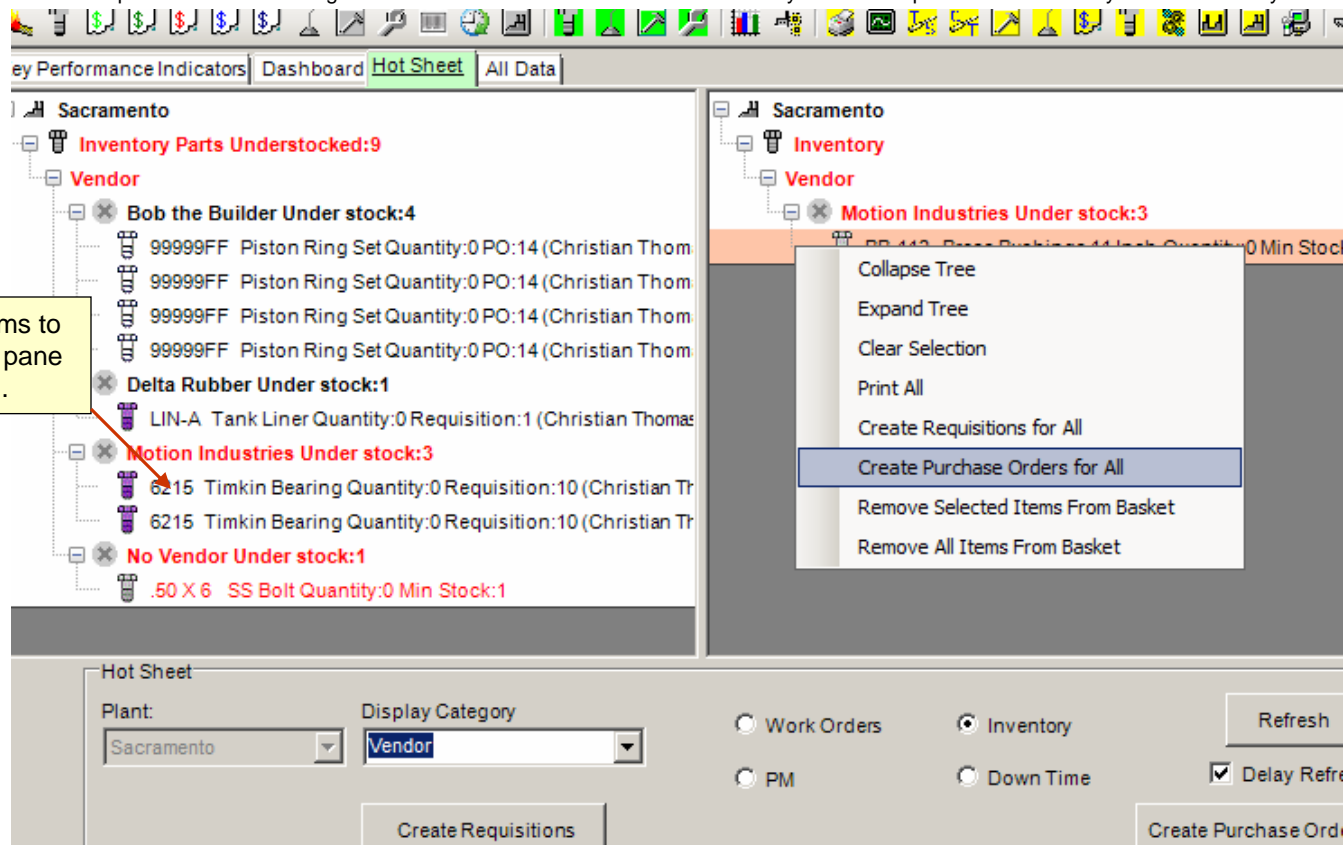 ey Performance Indicators Dashboard Hot Sheet All Data
Sacramento
Inventory Parts Understocked:9
Vendor
Bob the Builder Under stock:4
99999FF Piston Ring Set Quantity:0 PO:14 (Christian Thom
99999FF Piston Ring Set Quantity:0 PO:14 (Christian Thom
99999FF Piston Ring Set Quantity:0 PO:14 (Christian Thom
99999FF Piston Ring Set Quantity:0 PO:14 (Christian Thom
Delta Rubber Under stock:1
LIN-A Tank Liner Quantity:0 Requisition:1 (Christian Thomas
Motion Industries Under stock:3
6215 Timkin Bearing Quantity:0 Requisition:10 (Christian Th
6215 Timkin Bearing Quantity:0 Requisition:10 (Christian Th
No Vendor Under stock:1
.50 X 6 SS Bolt Quantity:0 Min Stock:1
ms to
pane
.
Sacramento
Inventory
Vendor
Motion Industries Under stock:3
0 Min Stock
Collapse Tree
Expand Tree
Clear Selection
Print All
Create Requisitions for All
Create Purchase Orders for All
Remove Selected Items From Basket
Remove All Items From Basket
Hot Sheet
Plant:
Sacramento
Display Category
Vendor
Work Orders
Inventory
PM
Down Time
Refresh
Delay Refre
Create Requisitions
Create Purchase Orde